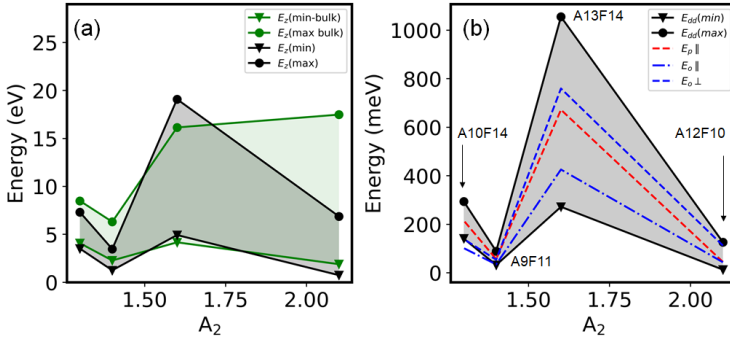 (a)
E_z(min-bulk)
E_z(max bulk)
E_z(min)
E_z(max)
25
20
15
10
5
0
Energy (eV)
1.50
1.75
2.00
A_2
(b)
A13F14
E_dd(min)
E_dd(max)
E_p ∥
E_o ∥
E_o ⊥
A10F14
A12F10
A9F11
1000
800
600
400
200
0
Energy (meV)
1.50
1.75
2.00
A_2